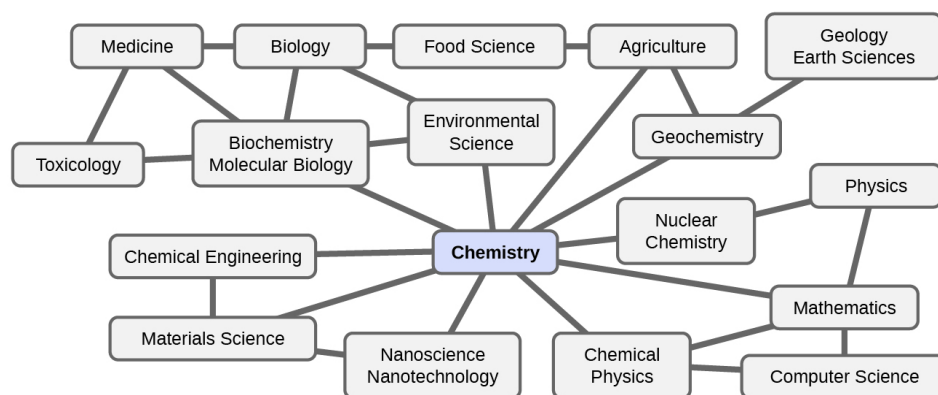 Medicine
Biology
Food Science
Agriculture
Geology
Earth Sciences
Environmental
Science
Geochemistry
Biochemistry
Molecular Biology
Toxicology
Physics
Nuclear
Chemistry
Chemistry
Chemical Engineering
Mathematics
Materials Science
Nanoscience
Nanotechnology
Chemical
Physics
Computer Science